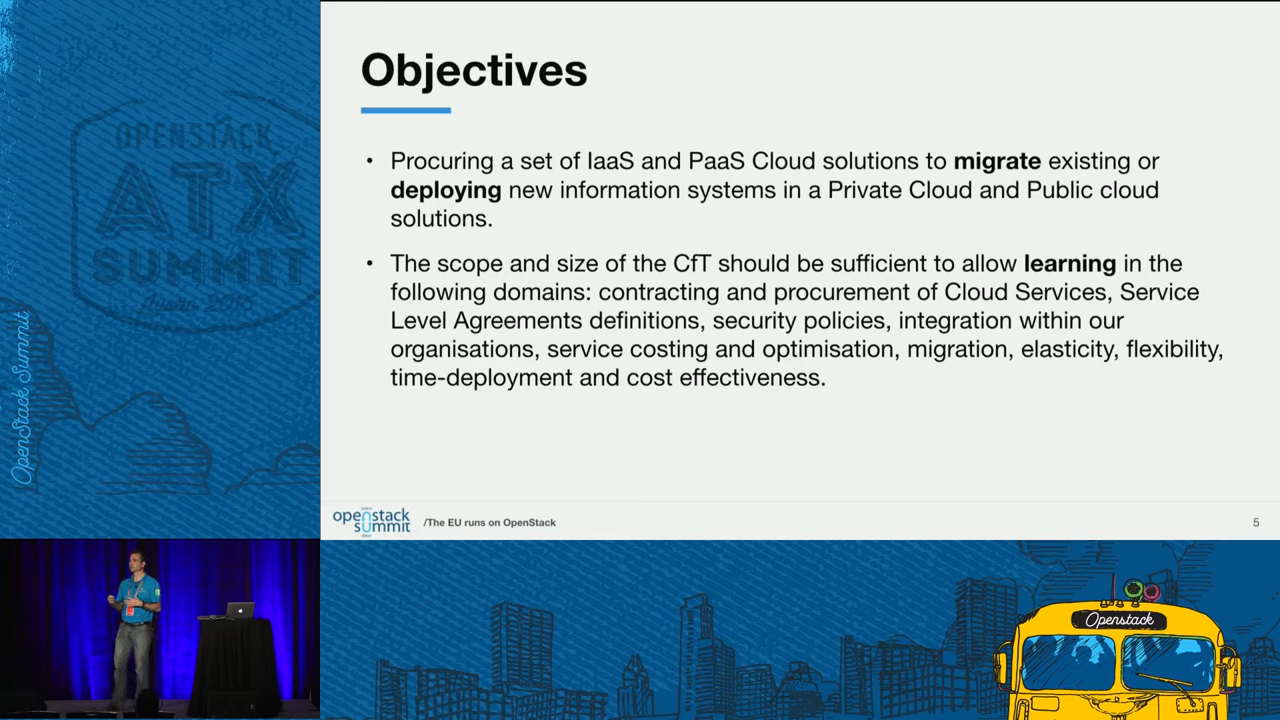 Objectives
• Procuring a set of IaaS and PaaS Cloud solutions to migrate existing or
deploying new information systems in a Private Cloud and Public cloud
solutions.
• The scope and size of the CfT should be sufficient to allow learning in the
following domains: contracting and procurement of Cloud Services, Service
Level Agreements definitions, security policies, integration within our
organisations, service costing and optimisation, migration, elasticity, flexibility,
time-deployment and cost effectiveness.
openstack
summit
/The EU runs on OpenStack
5
OPENSTACK
ATX
SUMMIT
Austin 2016
OpenStack Summit
Openstack